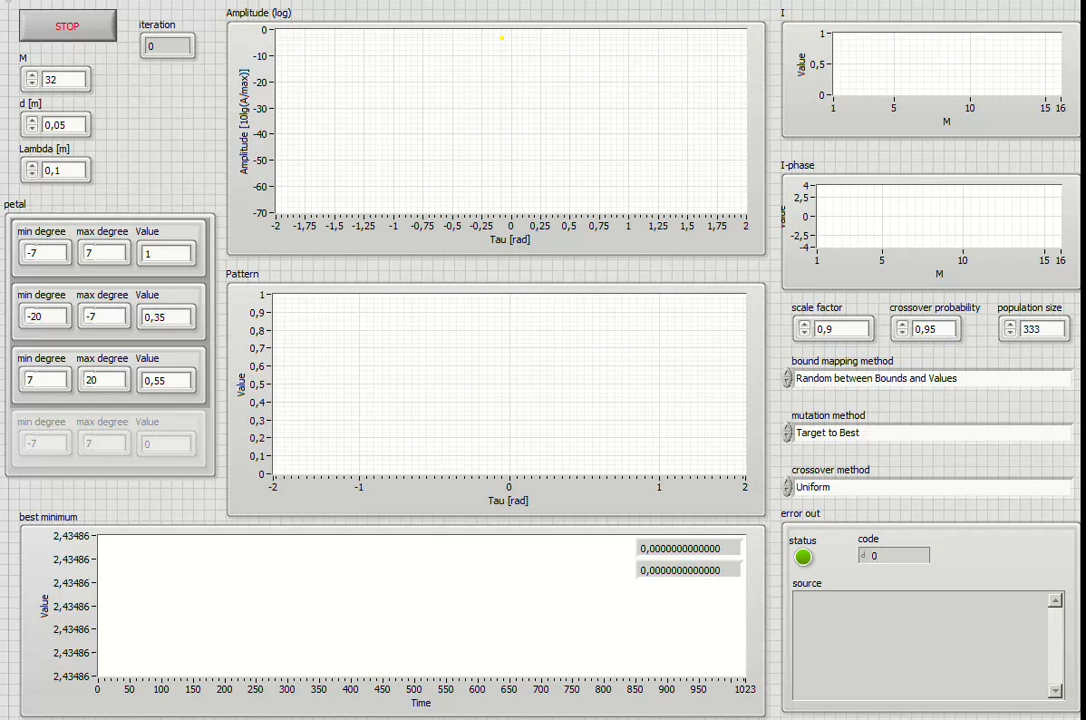 STOP
iteration
0
M
32
d [m]
0,05
Lambda [m]
0,1
petal
min degree max degree Value
-7 7 1
min degree max degree Value
-20 -7 0,35
min degree max degree Value
7 20 0,55
min degree max degree Value
-7 7 0
Amplitude (log)
Amplitude [10lg(A/max)]
0
-10
-20
-30
-40
-50
-60
-70
-2 -1,75 -1,5 -1,25 -1 -0,75 -0,5 -0,25 0 0,25 0,5 0,75 1 1,25 1,5 1,75 2
Tau [rad]
Pattern
Value
1
0,9
0,8
0,7
0,6
0,5
0,4
0,3
0,2
0,1
0
-2 -1 0 1 2
Tau [rad]
best minimum
Value
2,43486
2,43486
2,43486
2,43486
2,43486
2,43486
2,43486
0,0000000000000
0,0000000000000
0 50 100 150 200 250 300 350 400 450 500 550 600 650 700 750 800 850 900 950 1023
Time
I
Value
1
0,5
0
1 5 10 15 16
M
I-phase
Value
4
2,5
0
-2,5
-4
1 5 10 15 16
M
scale factor crossover probability population size
0,9 0,95 333
bound mapping method
Random between Bounds and Values
mutation method
Target to Best
crossover method
Uniform
error out
status code
d 0
source